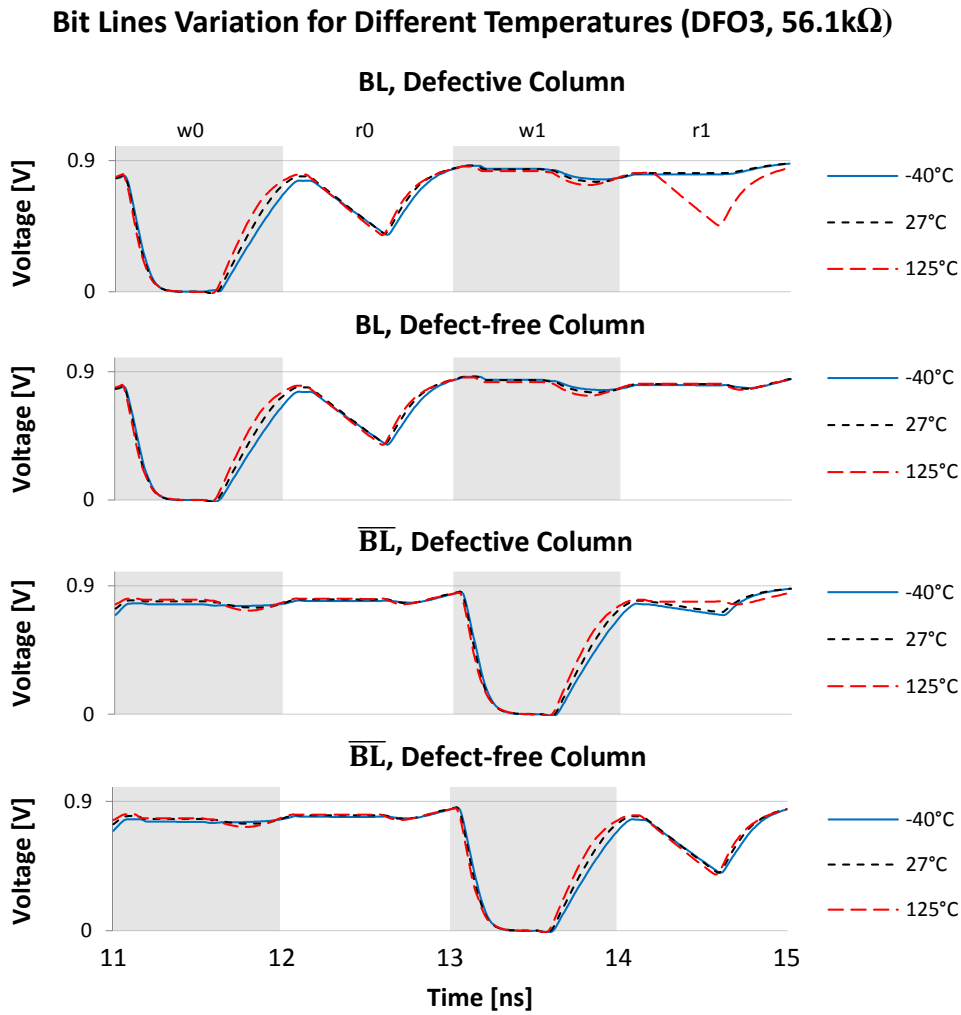 Bit Lines Variation for Different Temperatures (DFO3, 56.1kΩ)
BL, Defective Column
w0 r0 w1 r1
Voltage [V]
0.9
0
-40°C
27°C
125°C
BL, Defect-free Column
Voltage [V]
0.9
0
-40°C
27°C
125°C
B̅L̅, Defective Column
Voltage [V]
0.9
0
-40°C
27°C
125°C
B̅L̅, Defect-free Column
Voltage [V]
0.9
0
-40°C
27°C
125°C
11 12 13 14 15
Time [ns]